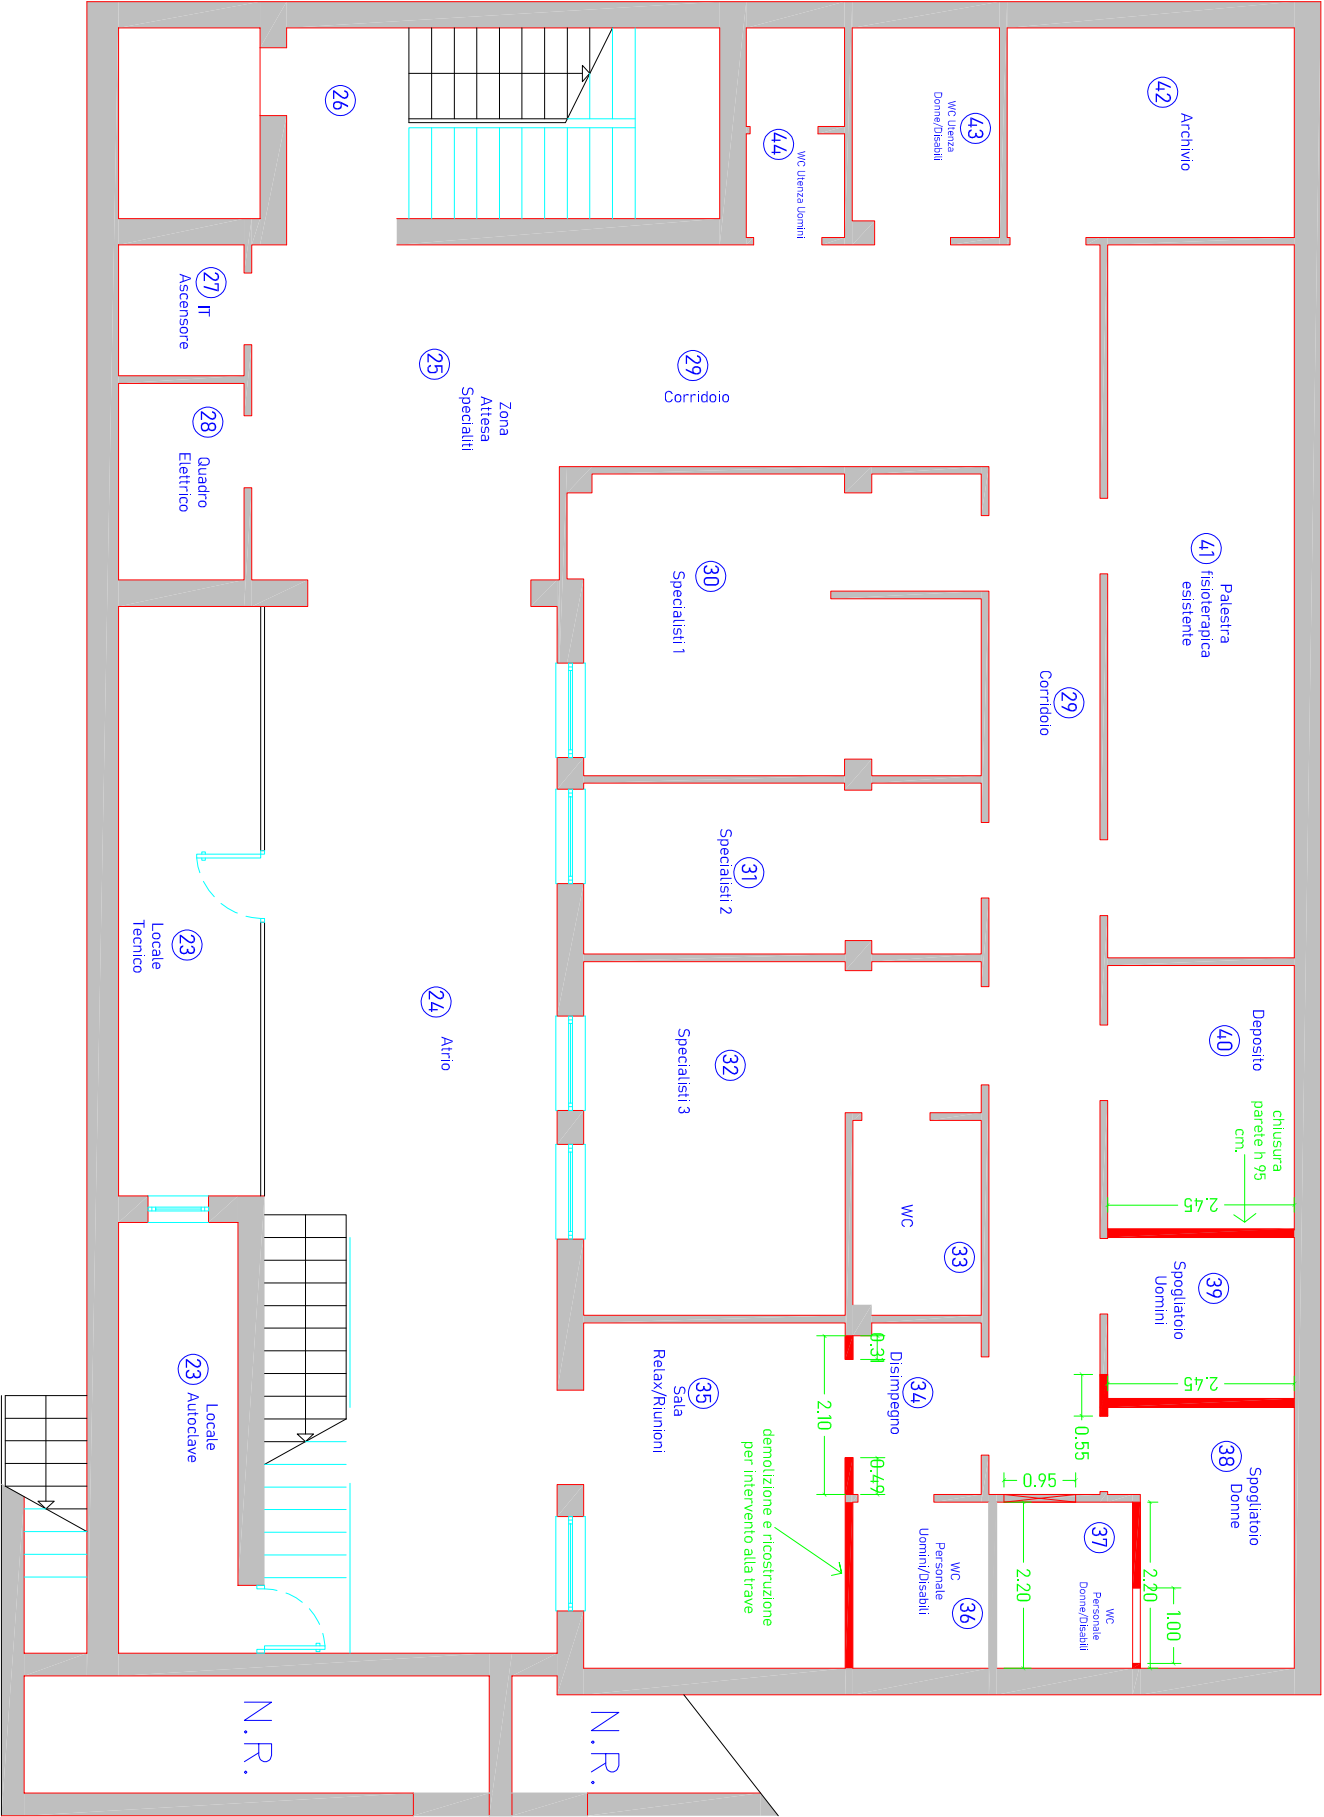 26
44
WC Utenza Uomini
43
WC Utenza
Donne/Disabili
42
Archivio
27
IT
Ascensore
28
Quadro
Elettrico
25
Zona
Attesa
Specialiti
29
Corridoio
30
Specialisti 1
41
Palestra
fisioterapica
esistente
29
Corridoio
31
Specialisti 2
23
Locale
Tecnico
24
Atrio
32
Specialisti 3
40
Deposito
chiusura
parete h 95
cm.
2.45
33
WC
39
Spogliatoio
Uomini
2.45
23
Locale
Autoclave
35
Sala
Relax/Riunioni
34
Disimpegno
0.31
2.10
0.49
0.55
0.95
38
Spogliatoio
Donne
demolizione e ricostruzione
per intervento alla trave
36
WC
Personale
Uomini/Disabili
2.20
37
WC
Personale
Donne/Disabili
2.20
1.00
N.R.
N.R.